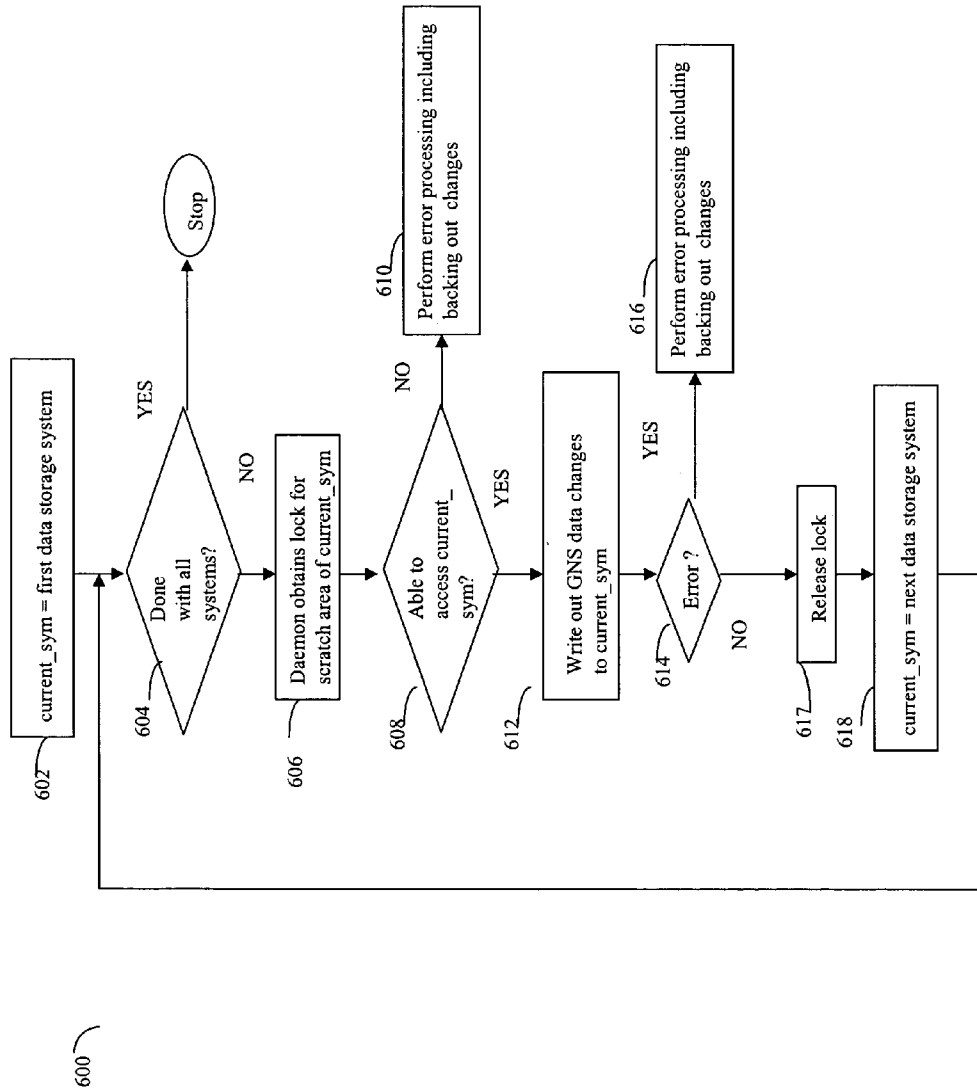 600
602
current_sym = first data storage system
604
Done
with all
systems?
YES
Stop
NO
606
Daemon obtains lock for
scratch area of current_sym
608
Able to
access current_
sym?
NO
610
Perform error processing including
backing out changes
YES
612
Write out GNS data changes
to current_sym
614
Error ?
YES
616
Perform error processing including
backing out changes
NO
617
Release lock
618
current_sym = next data storage system